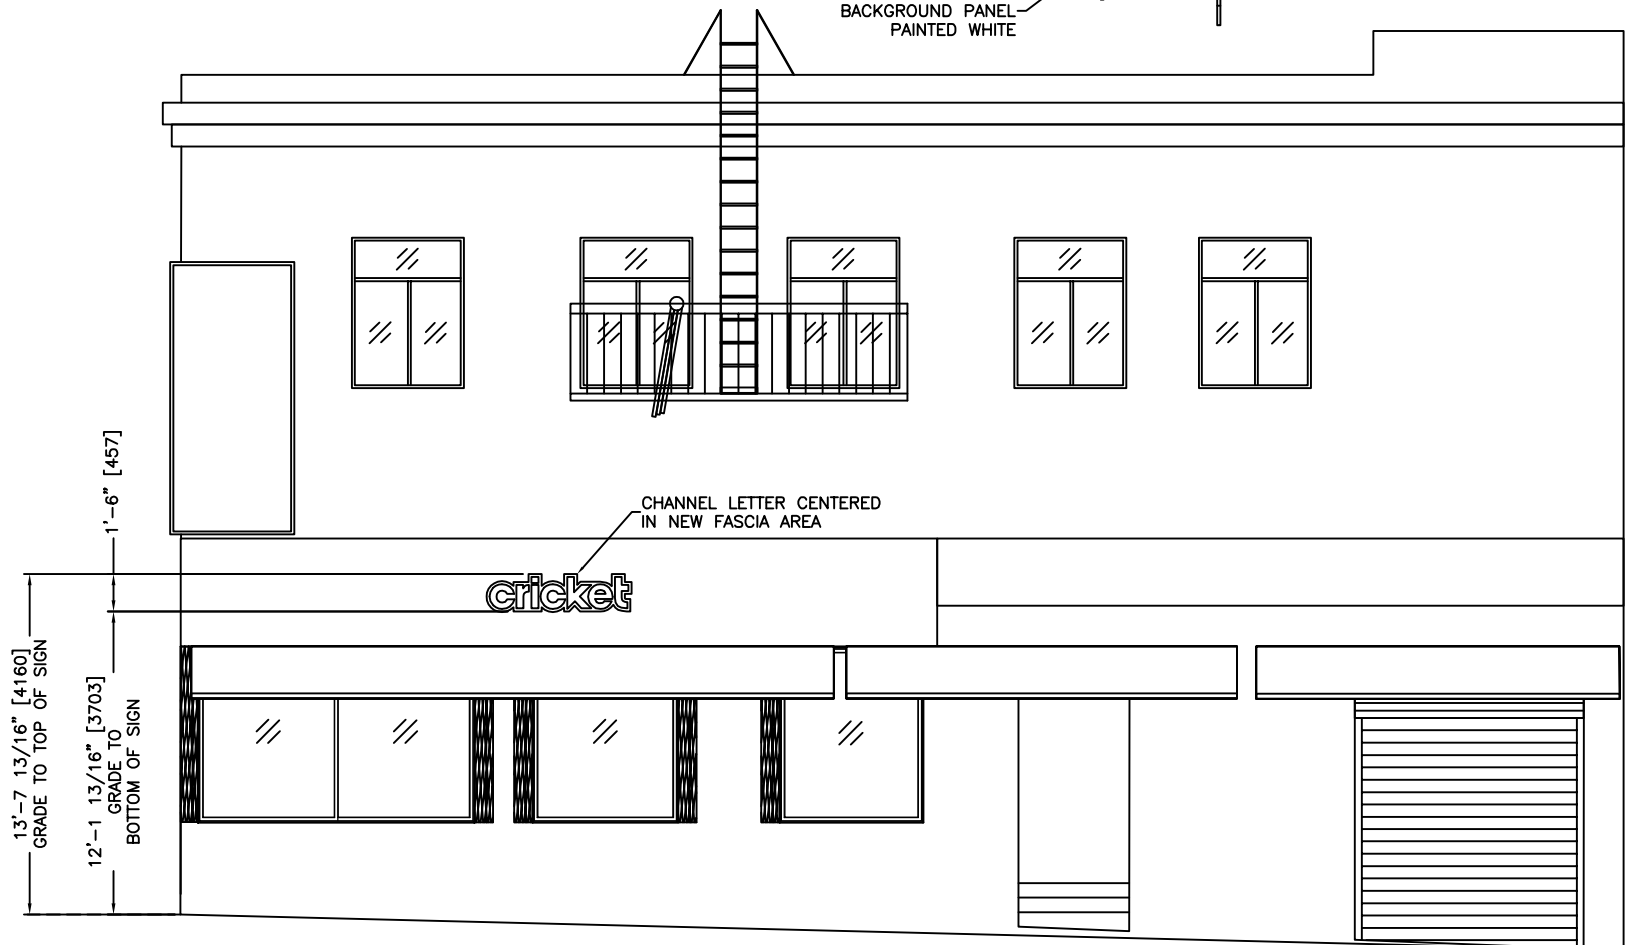 BACKGROUND PANEL
PAINTED WHITE
1'-6" [457]
CHANNEL LETTER CENTERED
IN NEW FASCIA AREA
cricket
13'-7 13/16" [4160]
GRADE TO TOP OF SIGN
12'-1 13/16" [3703]
GRADE TO
BOTTOM OF SIGN